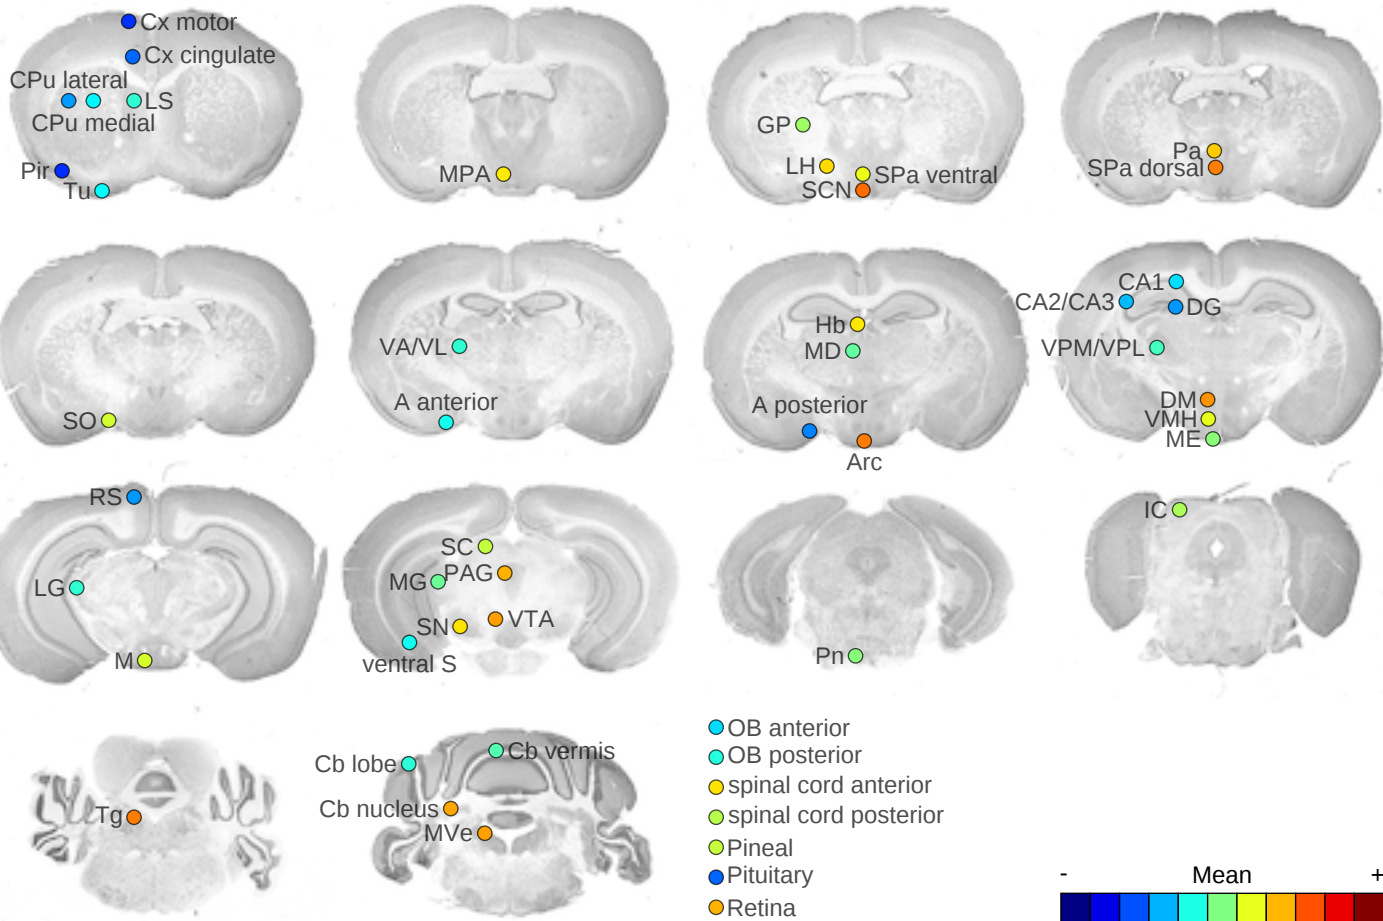 Cx motor
Cx cingulate
CPu lateral
LS
CPu medial
Pir
Tu
MPA
GP
LH
SPa ventral
SCN
Pa
SPa dorsal
SO
VA/VL
A anterior
Hb
MD
A posterior
Arc
CA1
CA2/CA3
DG
VPM/VPL
DM
VMH
ME
RS
LG
M
SC
PAG
MG
SN
VTA
ventral S
Pn
IC
Tg
Cb lobe
Cb vermis
Cb nucleus
MVe
OB anterior
OB posterior
spinal cord anterior
spinal cord posterior
Pineal
Pituitary
Retina
- Mean +